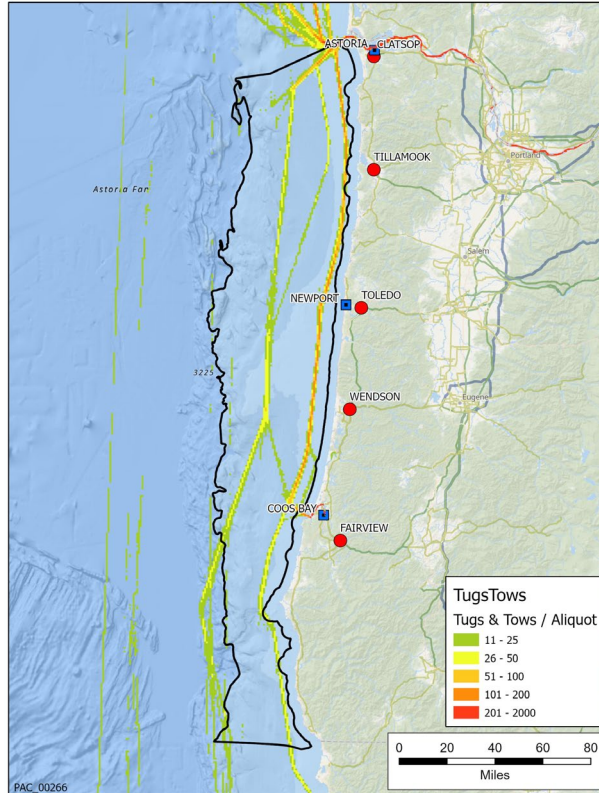 ASTORIA
CLATSOP
Portland
TILLAMOOK
Astoria Fan
Salem
NEWPORT
TOLEDO
3225
WENDSON
Eugene
COOS BAY
FAIRVIEW
TugsTows
Tugs & Tows / Aliquot
11 - 25
26 - 50
51 - 100
101 - 200
201 - 2000
0 20 40 60 80
Miles
PAC_00266